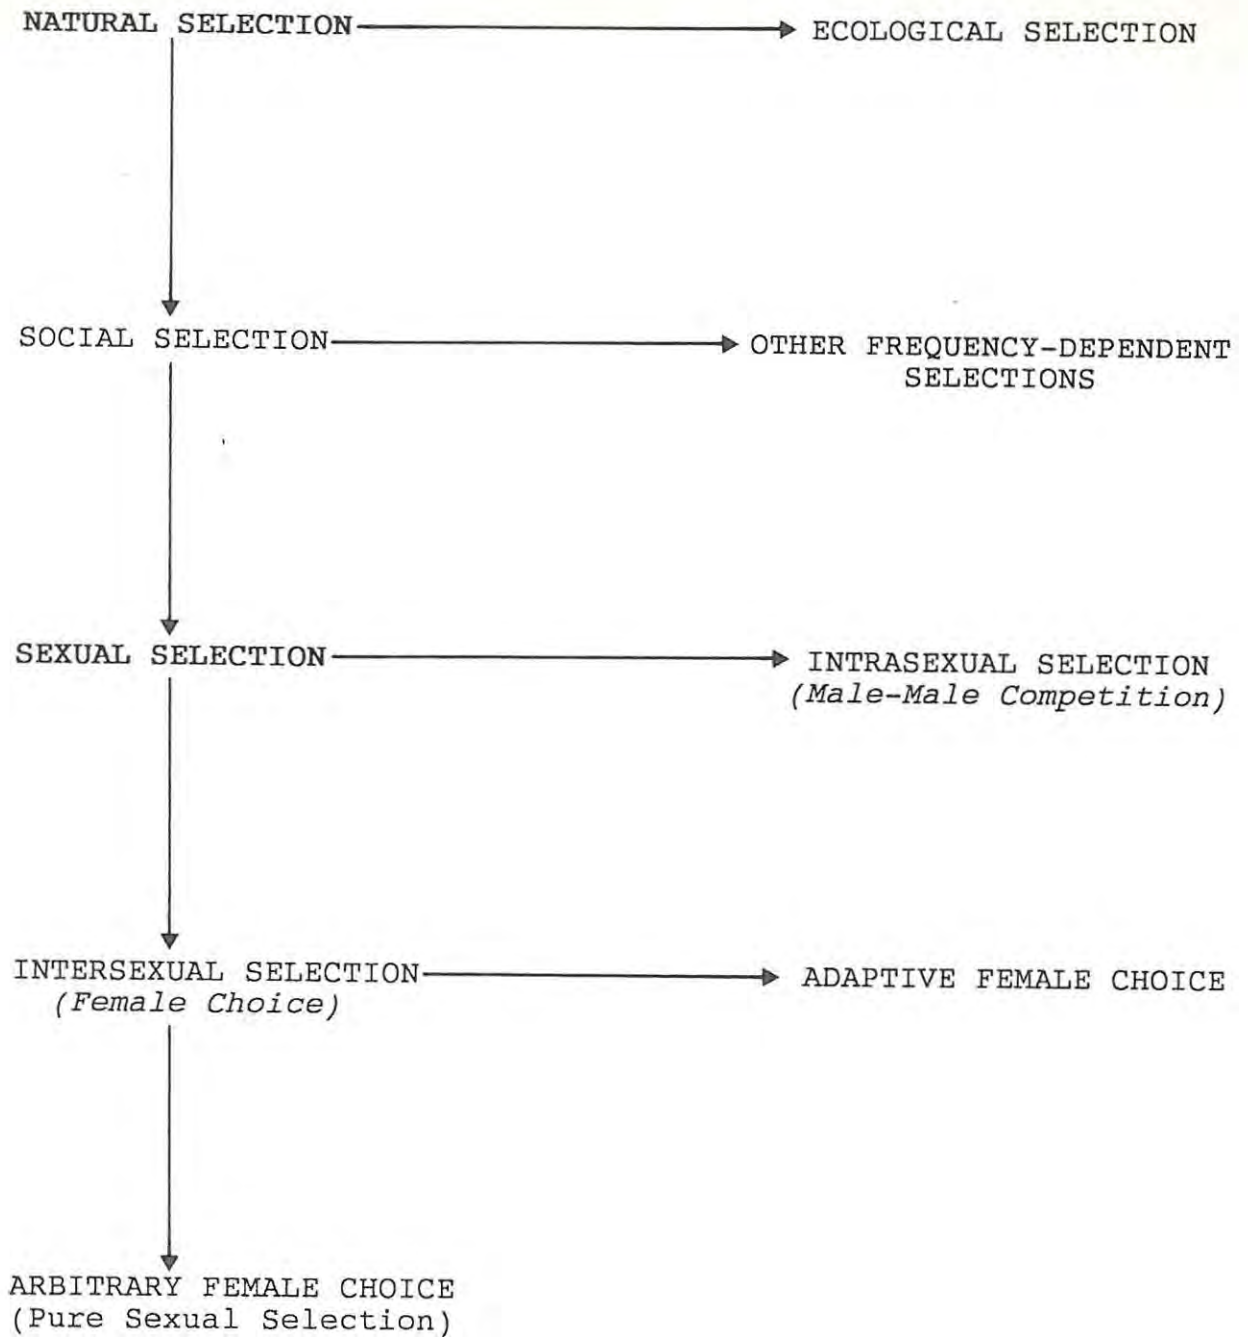 NATURAL SELECTION
ECOLOGICAL SELECTION
SOCIAL SELECTION
OTHER FREQUENCY-DEPENDENT
SELECTIONS
SEXUAL SELECTION
INTRASEXUAL SELECTION
(Male-Male Competition)
INTERSEXUAL SELECTION
(Female Choice)
ADAPTIVE FEMALE CHOICE
ARBITRARY FEMALE CHOICE
(Pure Sexual Selection)